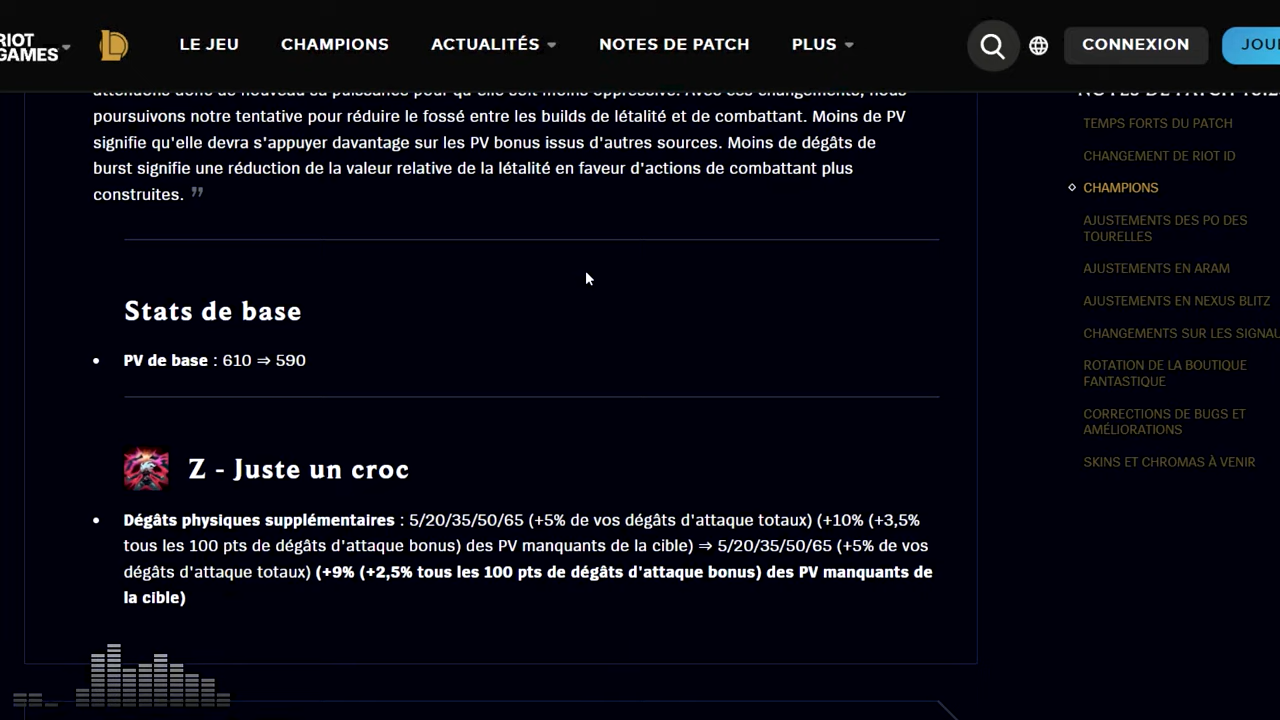 RIOT
GAMES
LE JEU
CHAMPIONS
ACTUALITÉS
NOTES DE PATCH
PLUS
CONNEXION
poursuivons notre tentative pour réduire le fossé entre les builds de létalité et de combattant. Moins de PV
signifie qu'elle devra s'appuyer davantage sur les PV bonus issus d'autres sources. Moins de dégâts de
burst signifie une réduction de la valeur relative de la létalité en faveur d'actions de combattant plus
construites. ”
Stats de base
• PV de base : 610 ⇒ 590
Z - Juste un croc
• Dégâts physiques supplémentaires : 5/20/35/50/65 (+5% de vos dégâts d'attaque totaux) (+10% (+3,5%
tous les 100 pts de dégâts d'attaque bonus) des PV manquants de la cible) ⇒ 5/20/35/50/65 (+5% de vos
dégâts d'attaque totaux) (+9% (+2,5% tous les 100 pts de dégâts d'attaque bonus) des PV manquants de
la cible)
TEMPS FORTS DU PATCH
CHANGEMENT DE RIOT ID
CHAMPIONS
AJUSTEMENTS DES PO DES
TOURELLES
AJUSTEMENTS EN ARAM
AJUSTEMENTS EN NEXUS BLITZ
CHANGEMENTS SUR LES
ROTATION DE LA BOUTIQUE
FANTASTIQUE
CORRECTIONS DE BUGS ET
AMÉLIORATIONS
SKINS ET CHROMAS À VENIR